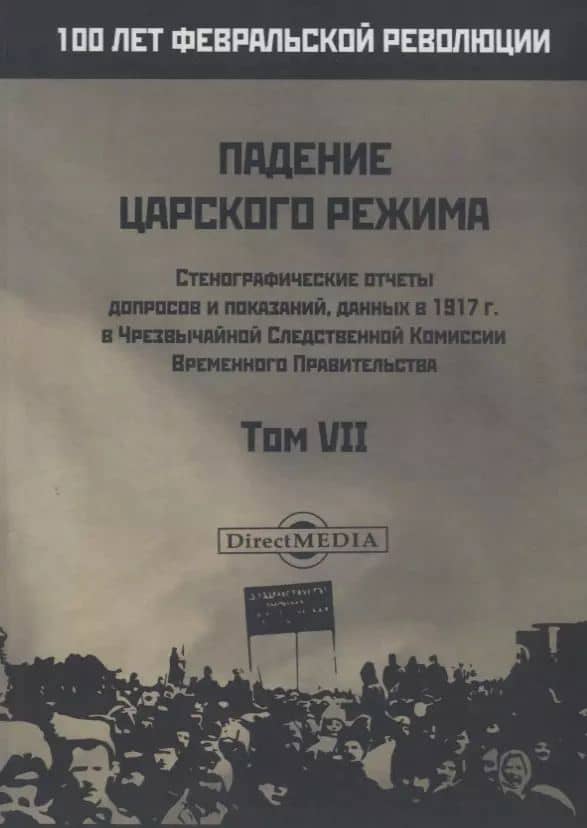 100 ЛЕТ ФЕВРАЛЬСКОЙ РЕВОЛЮЦИИ
ПАДЕНИЕ
ЦАРСКОГО РЕЖИМА
Стенографические отчеты
допросов и показаний, данных в 1917 г.
в Чрезвычайной Следственной Комиссии
Временного Правительства
Том VII
DirectMEDIA